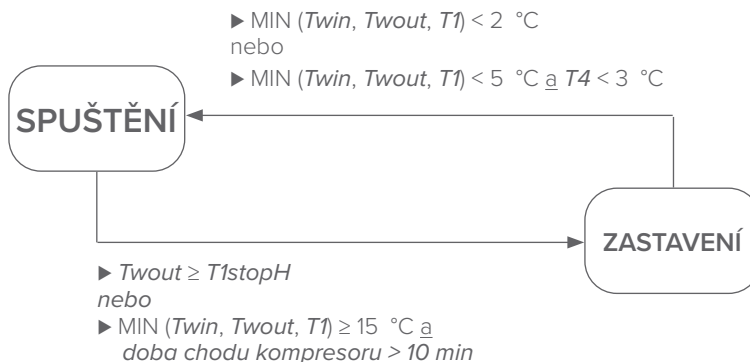 ▶ MIN (Twin, Twout, T1) < 2 °C
nebo
▶ MIN (Twin, Twout, T1) < 5 °C a T4 < 3 °C
SPUŠTĚNÍ
ZASTAVENÍ
▶ Twout ≥ T1stopH
nebo
▶ MIN (Twin, Twout, T1) ≥ 15 °C a
doba chodu kompresoru > 10 min